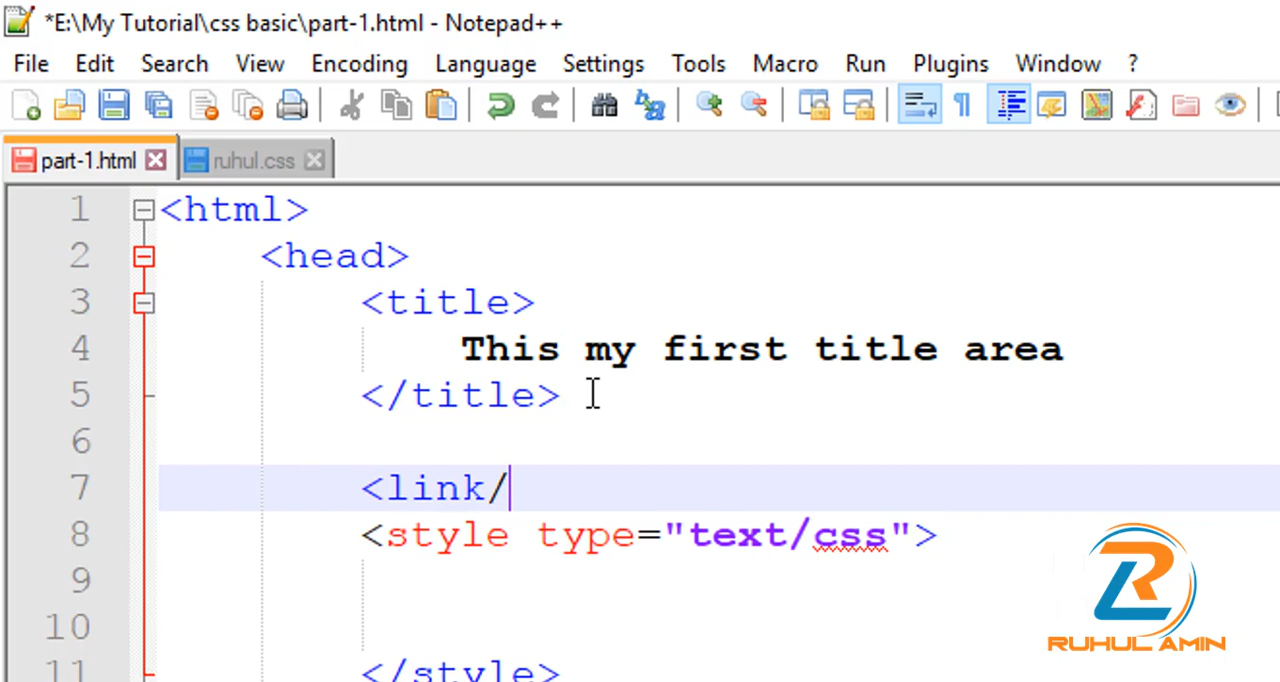 *E:\My Tutorial\css basic\part-1.html - Notepad++
File Edit Search View Encoding Language Settings Tools Macro Run Plugins Window ?
part-1.html ruhul.css
1 <html>
2 <head>
3 <title>
4 This my first title area
5 </title>
6
7 <link/
8 <style type="text/css">
9
10
11 </style>
RUHUL AMIN